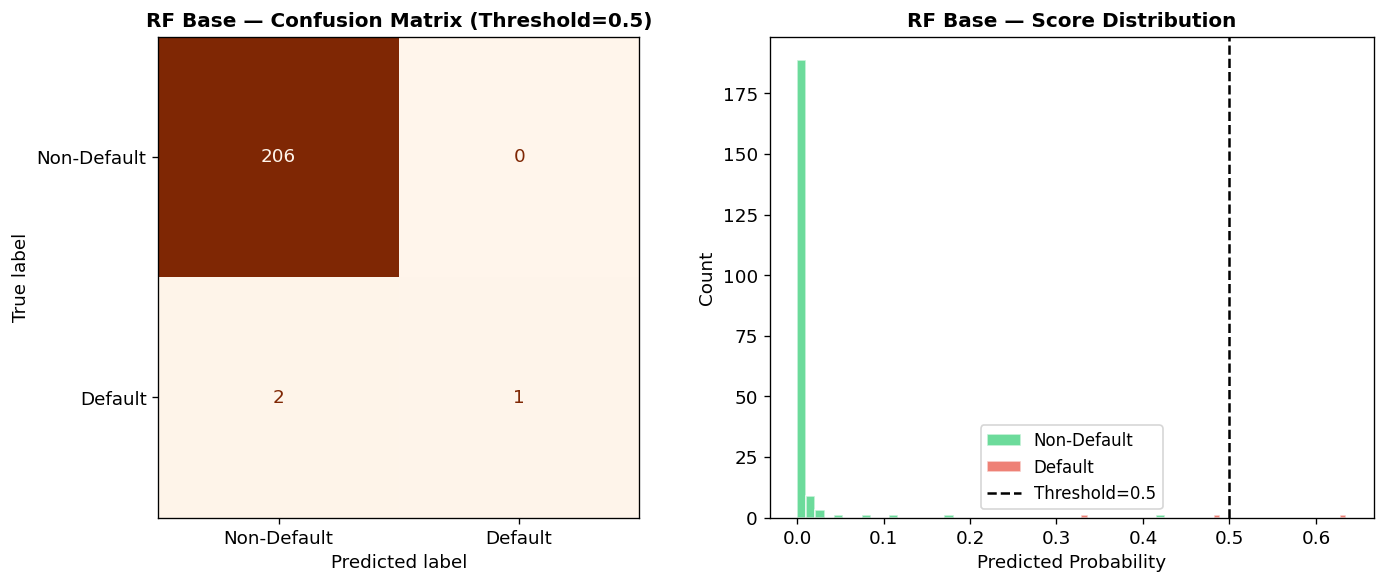 RF Base — Confusion Matrix (Threshold=0.5)
Non-Default
206
0
True label
Default
2
1
Non-Default
Default
Predicted label
RF Base — Score Distribution
175
150
125
100
Count
75
50
25
0
Non-Default
Default
Threshold=0.5
0.0
0.1
0.2
0.3
0.4
0.5
0.6
Predicted Probability